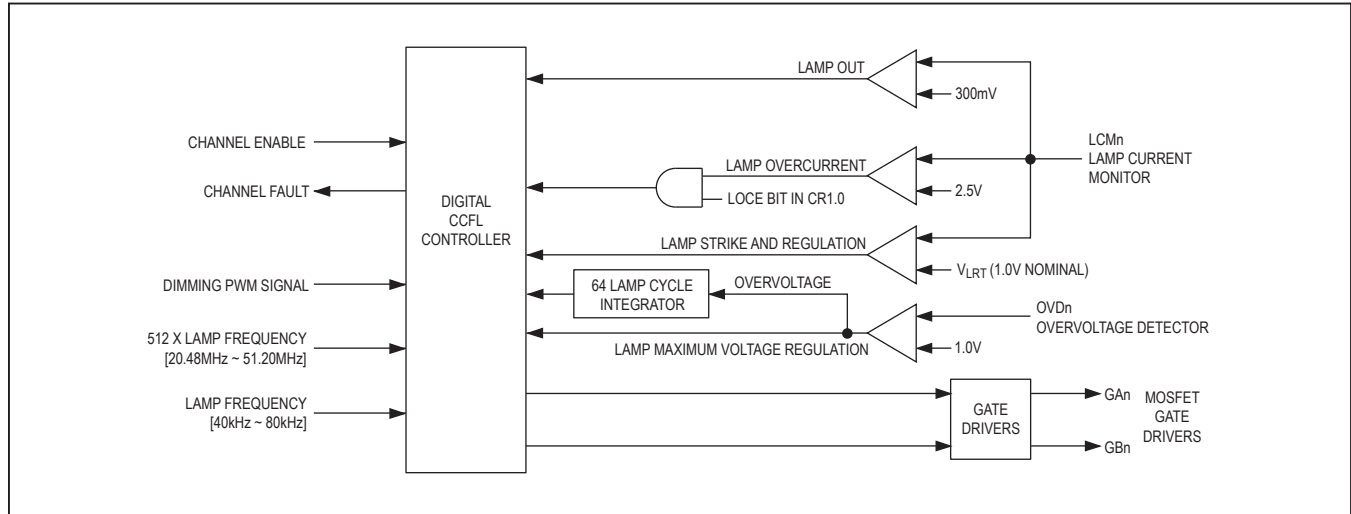 LAMP OUT
300mV
CHANNEL ENABLE
LCMn
LAMP CURRENT
MONITOR
LAMP OVERCURRENT
CHANNEL FAULT
2.5V
LOCE BIT IN CR1.0
DIGITAL
CCFL
CONTROLLER
LAMP STRIKE AND REGULATION
VLRT (1.0V NOMINAL)
DIMMING PWM SIGNAL
64 LAMP CYCLE
INTEGRATOR
OVERVOLTAGE
OVDn
OVERVOLTAGE DETECTOR
512 X LAMP FREQUENCY
[20.48MHz ~ 51.20MHz]
LAMP MAXIMUM VOLTAGE REGULATION
1.0V
LAMP FREQUENCY
[40kHz ~ 80kHz]
GATE
DRIVERS
GAn
GBn
MOSFET
GATE
DRIVERS